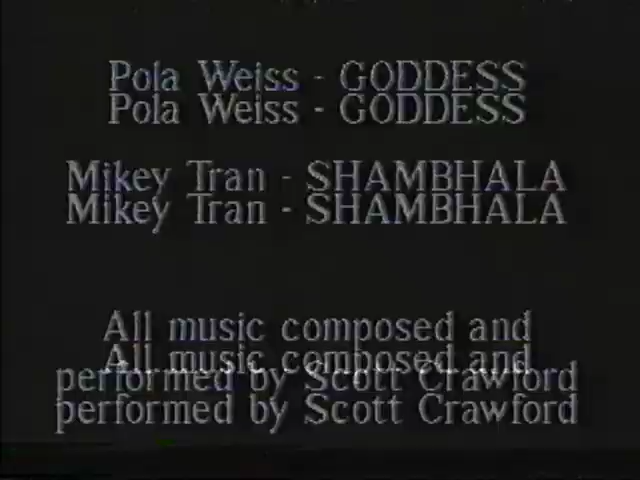 Pola Weiss - GODDESS
Pola Weiss - GODDESS
Mikey Tran - SHAMBHALA
Mikey Tran - SHAMBHALA
All music composed and
All music composed and
performed by Scott Crawford
performed by Scott Crawford